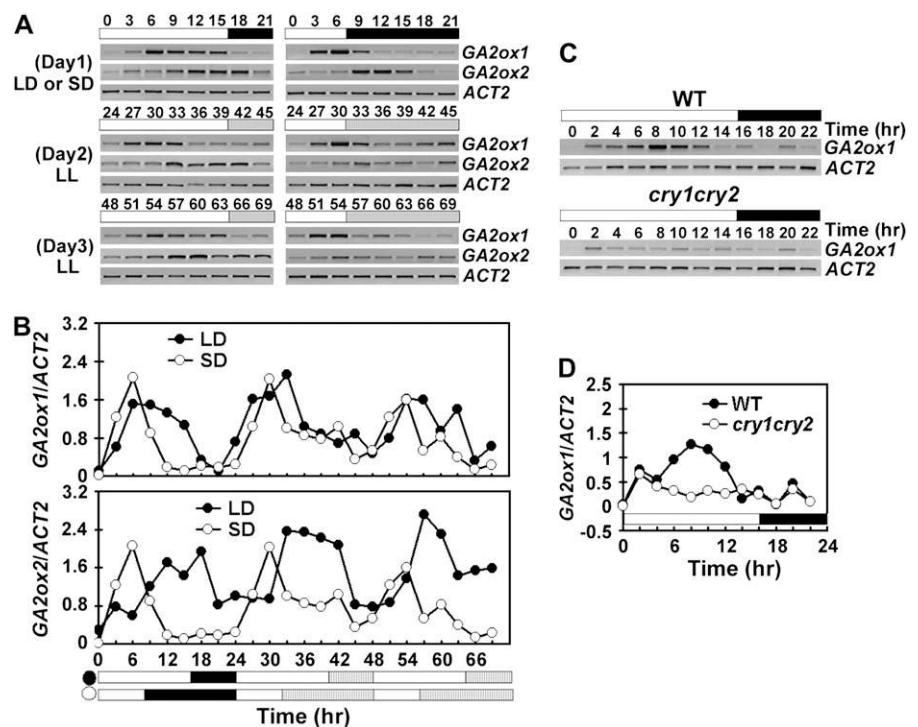 A
0 3 6 9 12 15 18 21
0 3 6 9 12 15 18 21
(Day1)
LD or SD
GA2ox1
GA2ox2
ACT2
24 27 30 33 36 39 42 45
24 27 30 33 36 39 42 45
(Day2)
LL
GA2ox1
GA2ox2
ACT2
48 51 54 57 60 63 66 69
48 51 54 57 60 63 66 69
(Day3)
LL
GA2ox1
GA2ox2
ACT2
C
WT
0 2 4 6 8 10 12 14 16 18 20 22
Time (hr)
GA2ox1
ACT2
cry1cry2
0 2 4 6 8 10 12 14 16 18 20 22
Time (hr)
GA2ox1
ACT2
B
GA2ox1/ACT2
3.2
2.4
1.6
0.8
0
LD
SD
GA2ox2/ACT2
3.2
2.4
1.6
0.8
0
LD
SD
0 6 12 18 24 30 36 42 48 54 60 66
Time (hr)
D
GA2ox1/ACT2
2.5
2
1.5
1
0.5
0
-0.5
WT
cry1cry2
0 6 12 18 24
Time (hr)